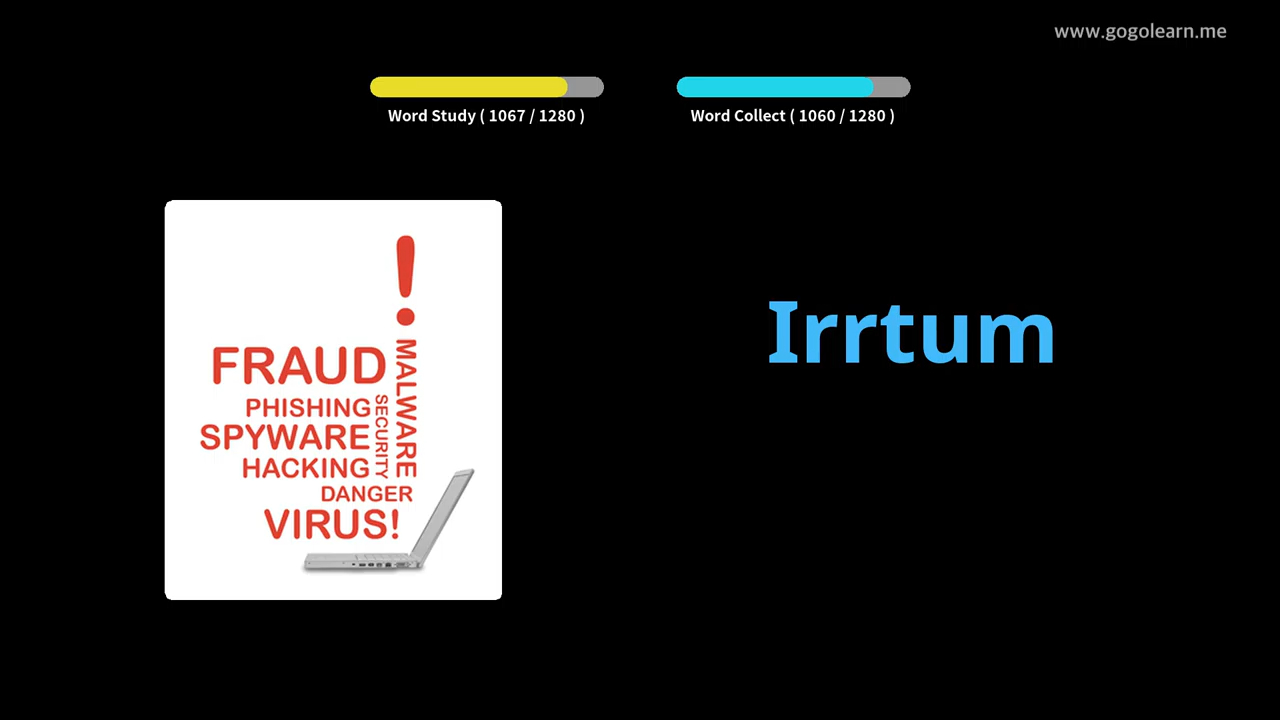 www.gogolearn.me
Word Study ( 1067 / 1280 )
Word Collect ( 1060 / 1280 )
!
FRAUD
MALWARE
PHISHING
SECURITY
SPYWARE
HACKING
DANGER
VIRUS!
Irrtum